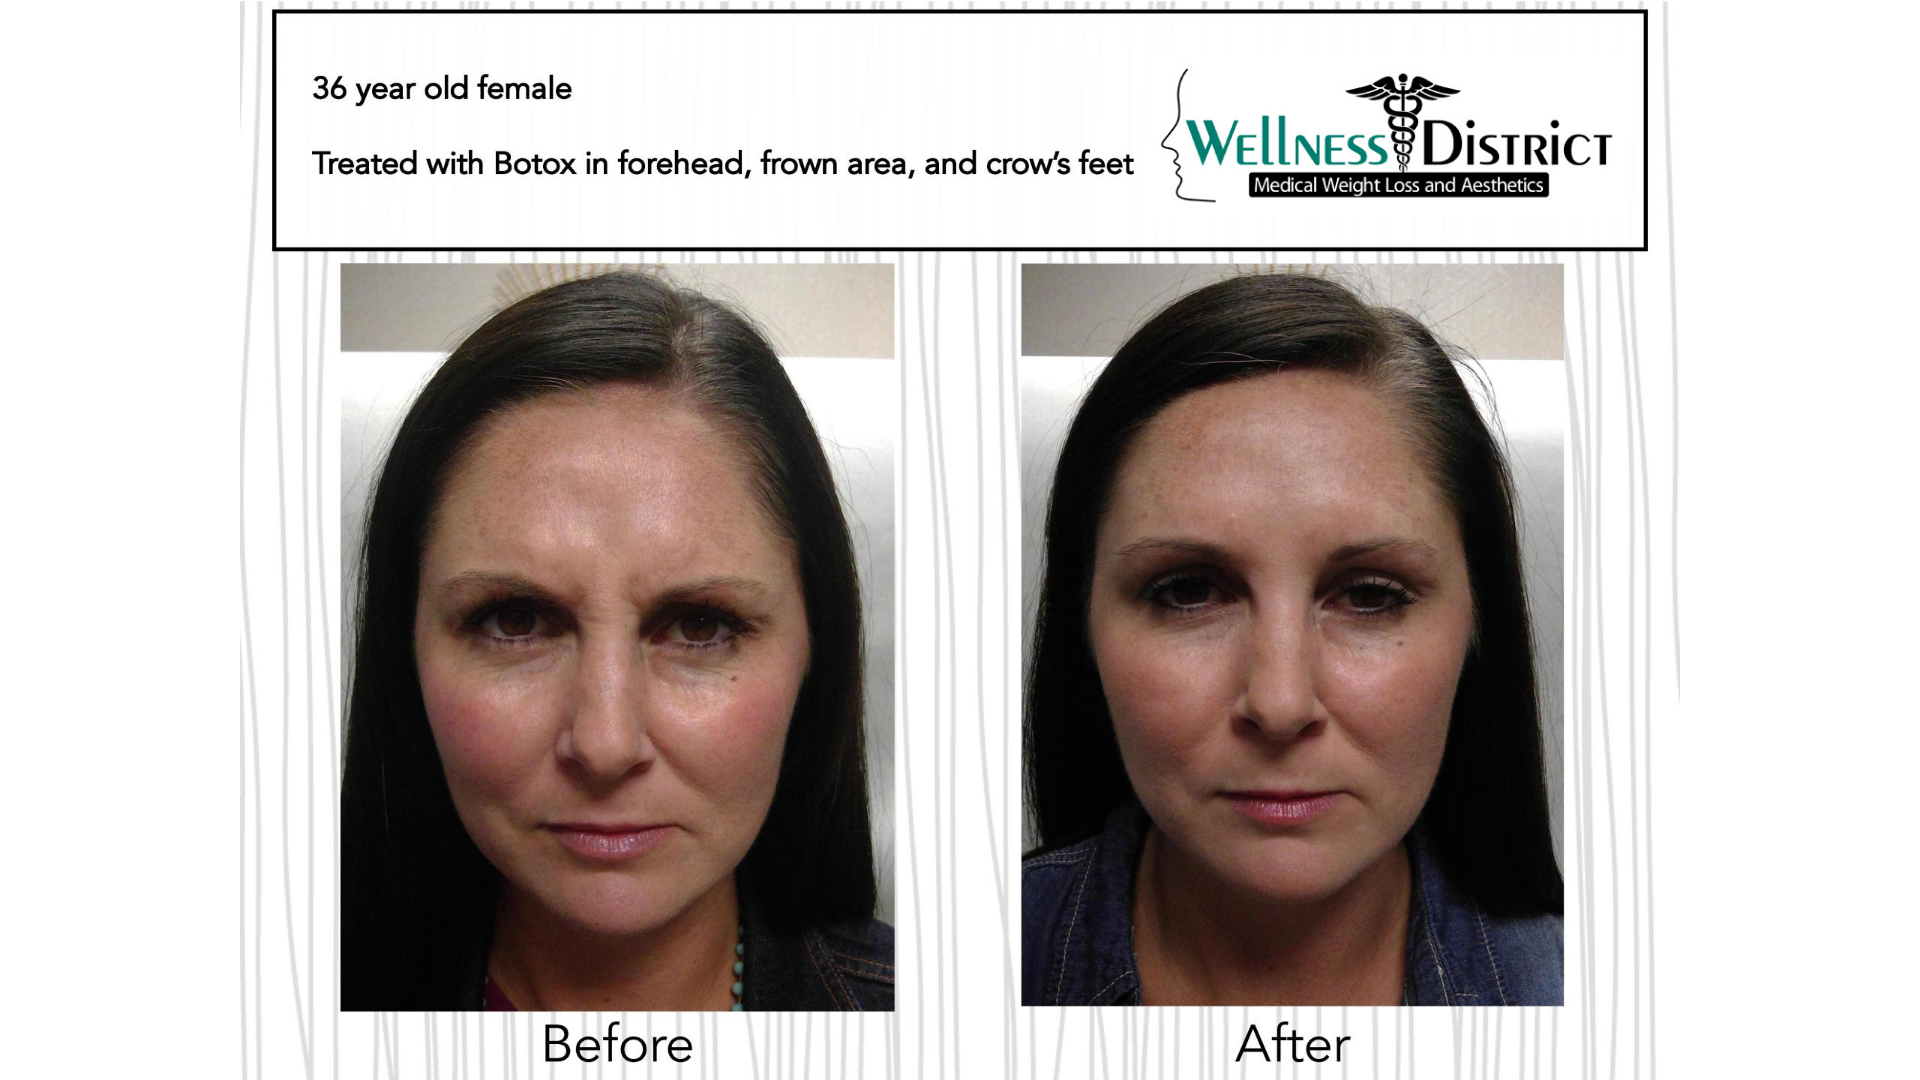 36 year old female
Treated with Botox in forehead, frown area, and crow's feet
Wellness District
Medical Weight Loss and Aesthetics
Before
After